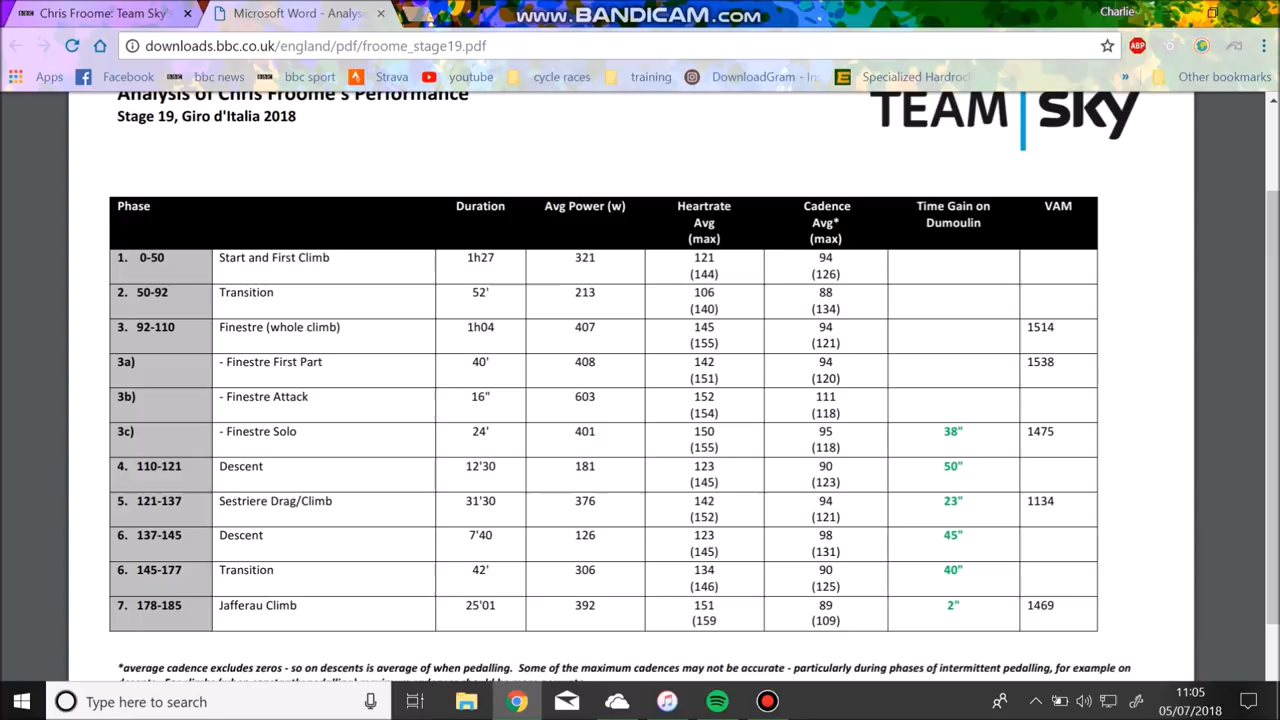 Chris Froome: Team Sky's
Microsoft Word - Analys
www.BANDICAM.com
Charlie
downloads.bbc.co.uk/england/pdf/froome_stage19.pdf
ABP
Apps Facebook bbc news bbc sport Strava youtube cycle races training DownloadGram - In Specialized Hardroc » Other bookmarks
Analysis of Chris Froome's Performance
Stage 19, Giro d'Italia 2018
TEAM sky
Phase Duration Avg Power (w) Heartrate Avg (max) Cadence Avg* (max) Time Gain on Dumoulin VAM
1. 0-50 Start and First Climb 1h27 321 121 (144) 94 (126)
2. 50-92 Transition 52' 213 106 (140) 88 (134)
3. 92-110 Finestre (whole climb) 1h04 407 145 (155) 94 (121) 1514
3a) - Finestre First Part 40' 408 142 (151) 94 (120) 1538
3b) - Finestre Attack 16" 603 152 (154) 111 (118)
3c) - Finestre Solo 24' 401 150 (155) 95 (118) 38" 1475
4. 110-121 Descent 12'30 181 123 (145) 90 (123) 50"
5. 121-137 Sestriere Drag/Climb 31'30 376 142 (152) 94 (121) 23" 1134
6. 137-145 Descent 7'40 126 123 (145) 98 (131) 45"
6. 145-177 Transition 42' 306 134 (146) 90 (125) 40"
7. 178-185 Jafferau Climb 25'01 392 151 (159 89 (109) 2" 1469
*average cadence excludes zeros - so on descents is average of when pedalling. Some of the maximum cadences may not be accurate - particularly during phases of intermittent pedalling, for example on
Type here to search
11:05
05/07/2018